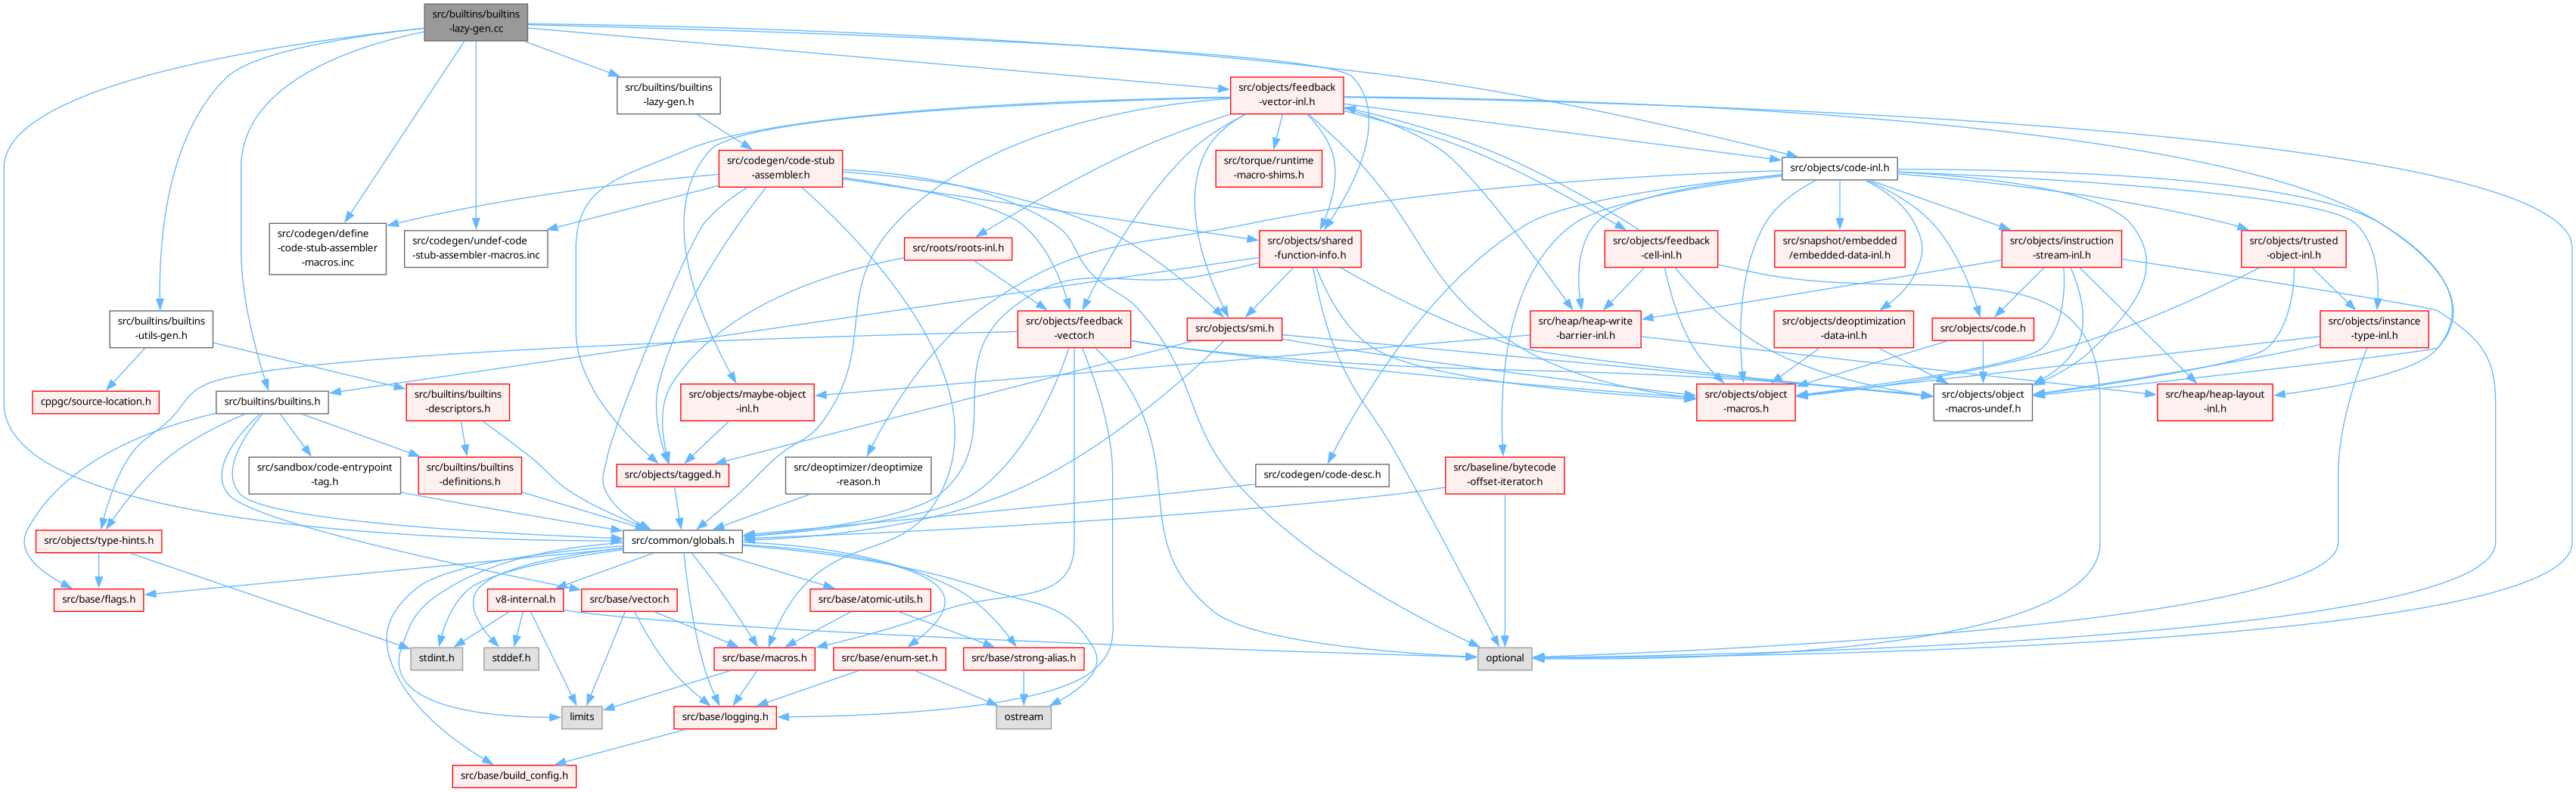 src/builtins/builtins
-lazy-gen.cc
src/builtins/builtins
-lazy-gen.h
src/objects/feedback
-vector-inl.h
src/codegen/code-stub
-assembler.h
src/torque/runtime
-macro-shims.h
src/objects/code-inl.h
src/codegen/define
-code-stub-assembler
-macros.inc
src/codegen/undef-code
-stub-assembler-macros.inc
src/roots/roots-inl.h
src/objects/shared
-function-info.h
src/objects/feedback
-cell-inl.h
src/snapshot/embedded
/embedded-data-inl.h
src/objects/instruction
-stream-inl.h
src/objects/trusted
-object-inl.h
src/builtins/builtins
-utils-gen.h
src/objects/feedback
-vector.h
src/objects/smi.h
src/heap/heap-write
-barrier-inl.h
src/objects/deoptimization
-data-inl.h
src/objects/code.h
src/objects/instance
-type-inl.h
cppgc/source-location.h
src/builtins/builtins.h
src/builtins/builtins
-descriptors.h
src/objects/maybe-object
-inl.h
src/objects/object
-macros.h
src/objects/object
-macros-undef.h
src/heap/heap-layout
-inl.h
src/sandbox/code-entrypoint
-tag.h
src/builtins/builtins
-definitions.h
src/objects/tagged.h
src/deoptimizer/deoptimize
-reason.h
src/codegen/code-desc.h
src/baseline/bytecode
-offset-iterator.h
src/objects/type-hints.h
src/common/globals.h
src/base/flags.h
v8-internal.h
src/base/vector.h
src/base/atomic-utils.h
stdint.h
stddef.h
src/base/macros.h
src/base/enum-set.h
src/base/strong-alias.h
optional
limits
src/base/logging.h
ostream
src/base/build_config.h